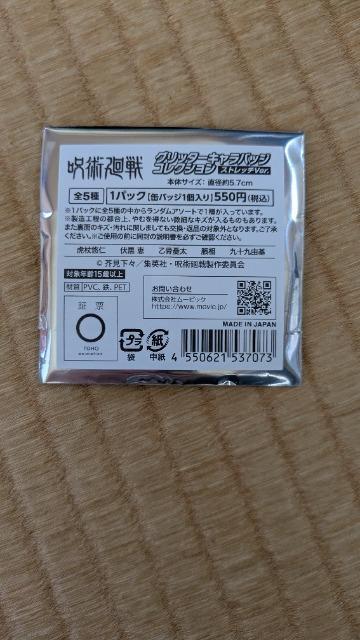 呪術廻戦
グリッターキャラバッジ
コレクション ストレッチVer.
本体サイズ：直径約5.7cm
全5種 1パック [缶バッジ1個入り] 550円(税込)
※1パックに全5種の中からランダムアソートで1種が入っています。
※製造工程の都合上、やむを得ない微細なキズが入るものもあります。
また裏面のキズ・汚れに関しましても交換・返品の対象外となります。ご了承
ください。※ご使用の前に同封の説明書を必ずご確認ください。
虎杖悠仁 伏黒 恵 乙骨憂太 脹相 九十九由基
©芥見下々／集英社・呪術廻戦製作委員会
対象年齢15歳以上
材質 PVC、鉄、PET
証票
TOHO
animation
お問い合わせ
株式会社ムービック
https://www.movic.jp/
MADE IN JAPAN
プラ
袋
紙
中紙
4 550621 537073